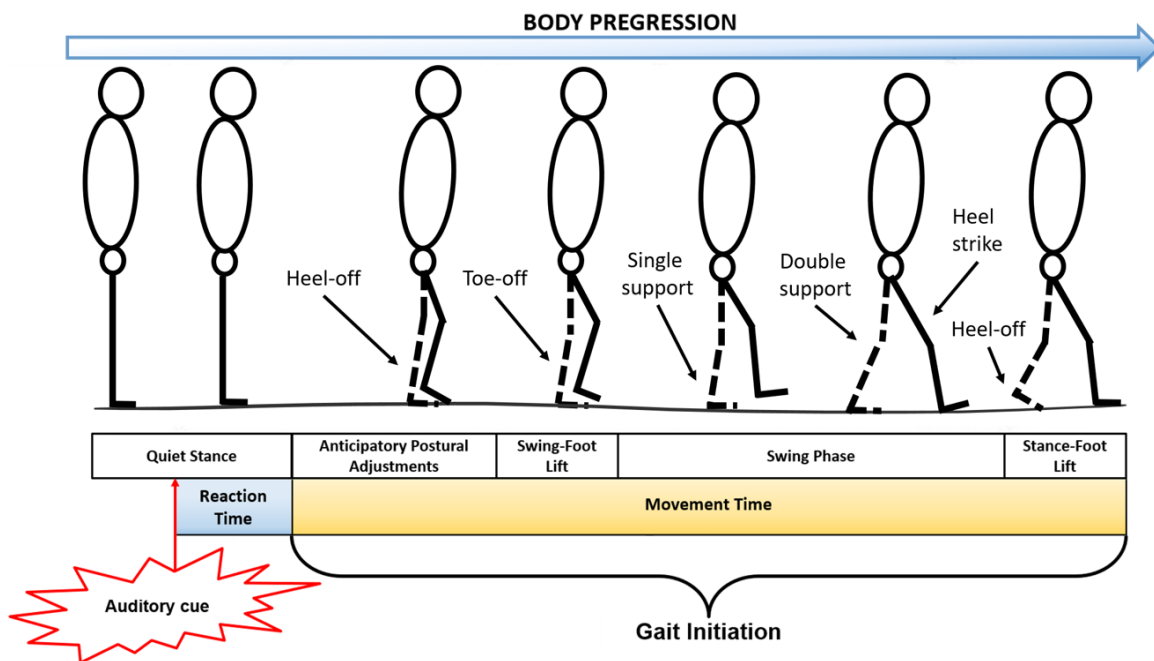 BODY PREGRESSION
Heel-off
Toe-off
Single
support
Double
support
Heel
strike
Heel-off
Quiet Stance
Anticipatory Postural
Adjustments
Swing-Foot
Lift
Swing Phase
Stance-Foot
Lift
Reaction
Time
Movement Time
Auditory cue
Gait Initiation